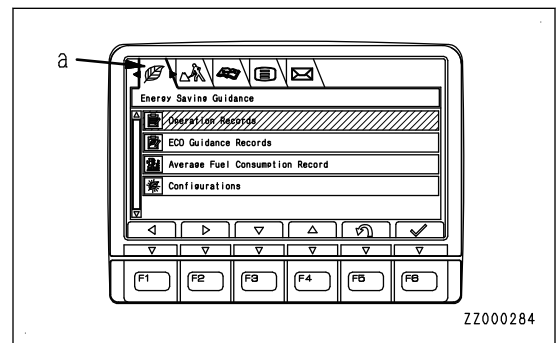 a
Energy Saving Guidance
Operation Records
ECO Guidance Records
Average Fuel Consumption Record
Configurations
F1 F2 F3 F4 F5 F6
ZZ000284